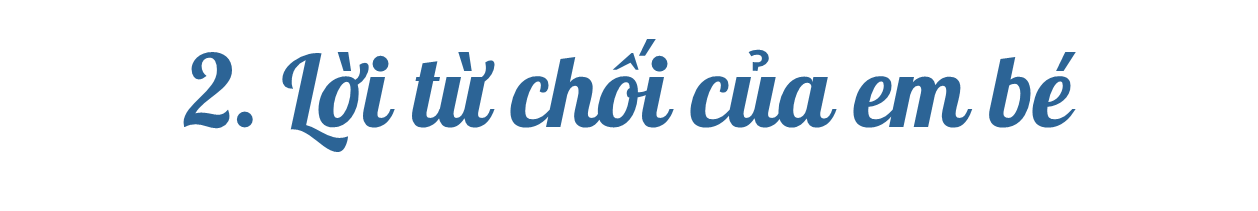 2. Lời từ chối của em bé